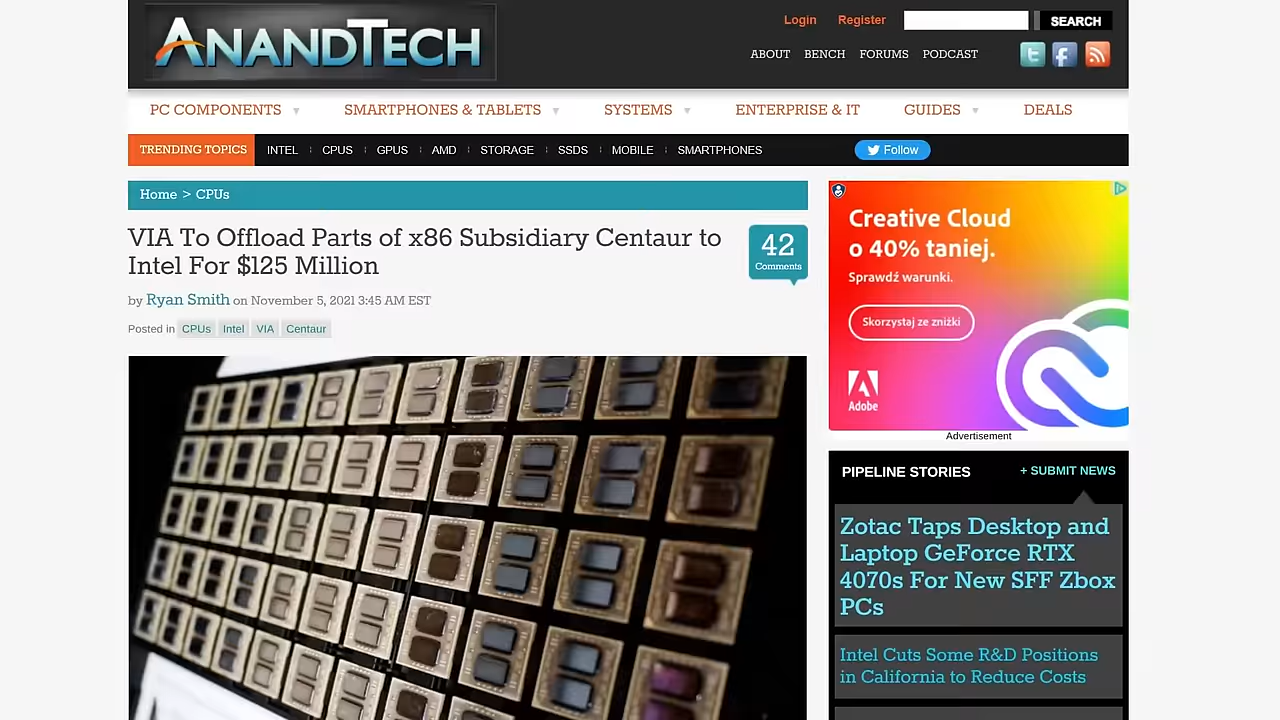 ANANDTECH
Login Register SEARCH
ABOUT BENCH FORUMS PODCAST
PC COMPONENTS SMARTPHONES & TABLETS SYSTEMS ENTERPRISE & IT GUIDES DEALS
TRENDING TOPICS INTEL CPUS GPUS AMD STORAGE SSDS MOBILE SMARTPHONES Follow
Home > CPUs
VIA To Offload Parts of x86 Subsidiary Centaur to
Intel For $125 Million
42
Comments
by Ryan Smith on November 5, 2021 3:45 AM EST
Posted in CPUs Intel VIA Centaur
Creative Cloud
o 40% taniej.
Sprawdź warunki.
Skorzystaj ze zniżki
Adobe
Advertisement
PIPELINE STORIES + SUBMIT NEWS
Zotac Taps Desktop and
Laptop GeForce RTX
4070s For New SFF Zbox
PCs
Intel Cuts Some R&D Positions
in California to Reduce Costs